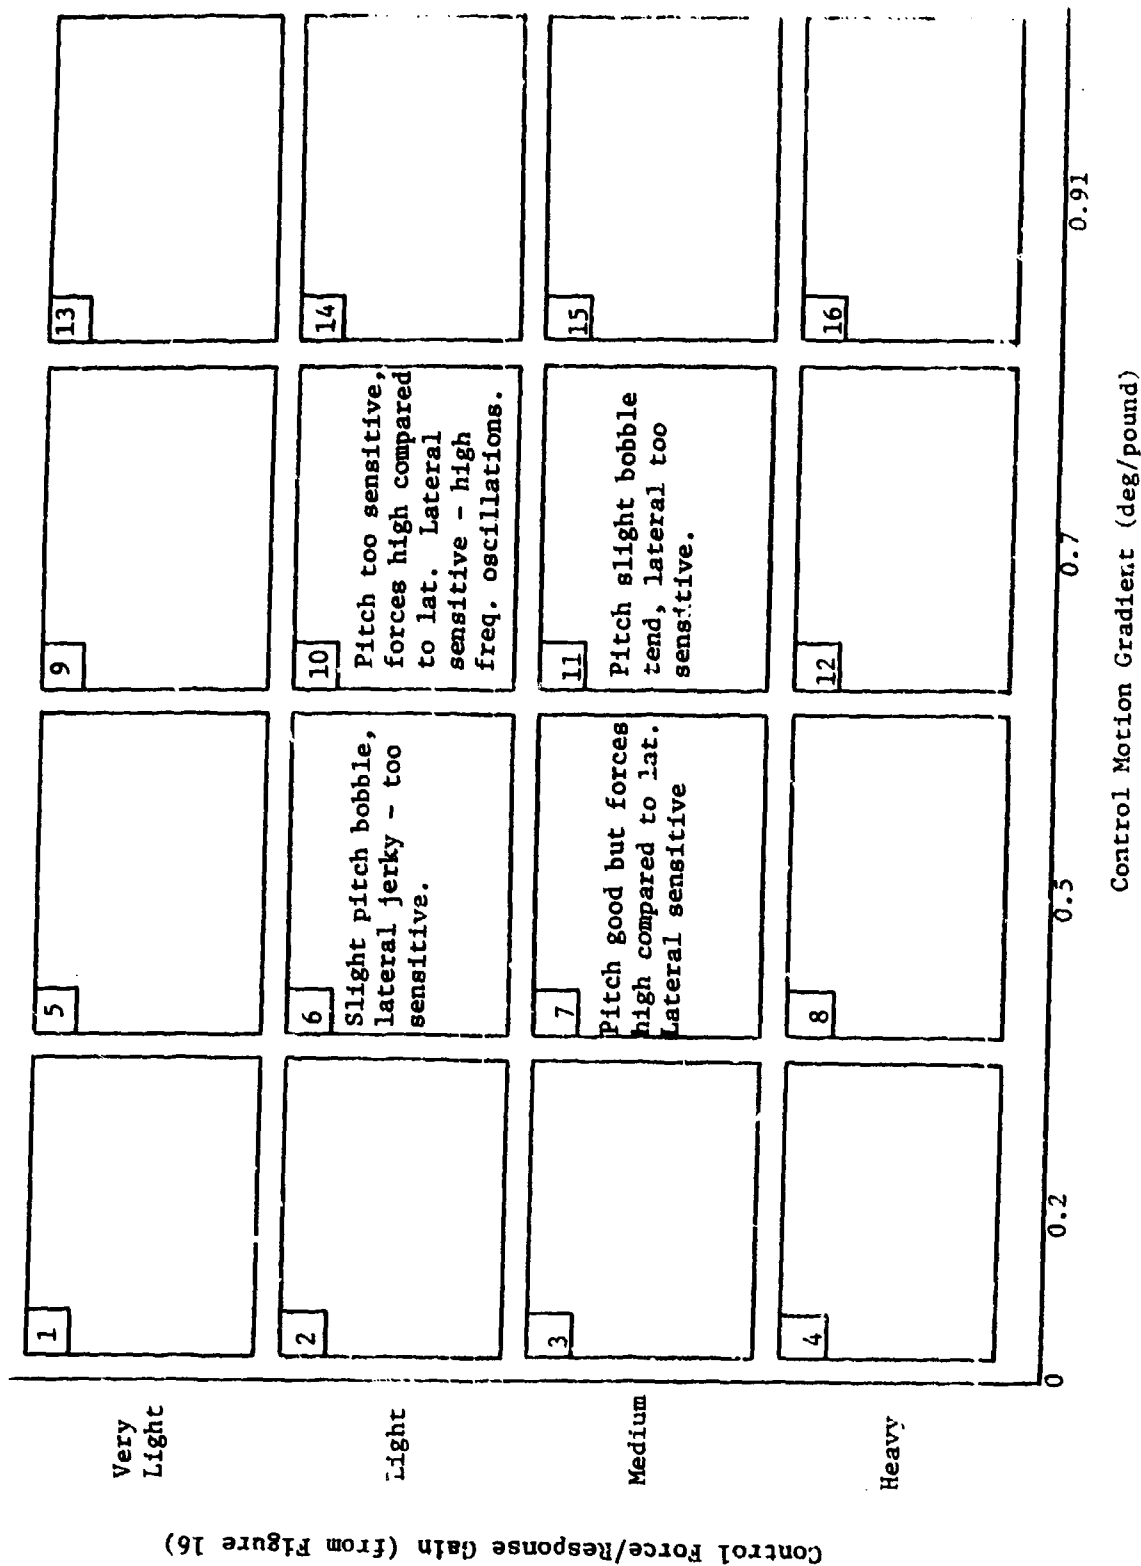 Control Force/Response Gain (from Figure 16)
Very
Light
1
5
9
13
Light
2
6
Slight pitch bobble,
lateral jerky - too
sensitive.
10
Pitch too sensitive,
forces high compared
to lat. Lateral
sensitive - high
freq. oscillations.
14
Medium
3
7
Pitch good but forces
high compared to lat.
Lateral sensitive
11
Pitch slight bobble
tend, lateral too
sensitive.
15
Heavy
4
8
12
16
0
0.2
0.5
0.7
0.91
Control Motion Gradient (deg/pound)